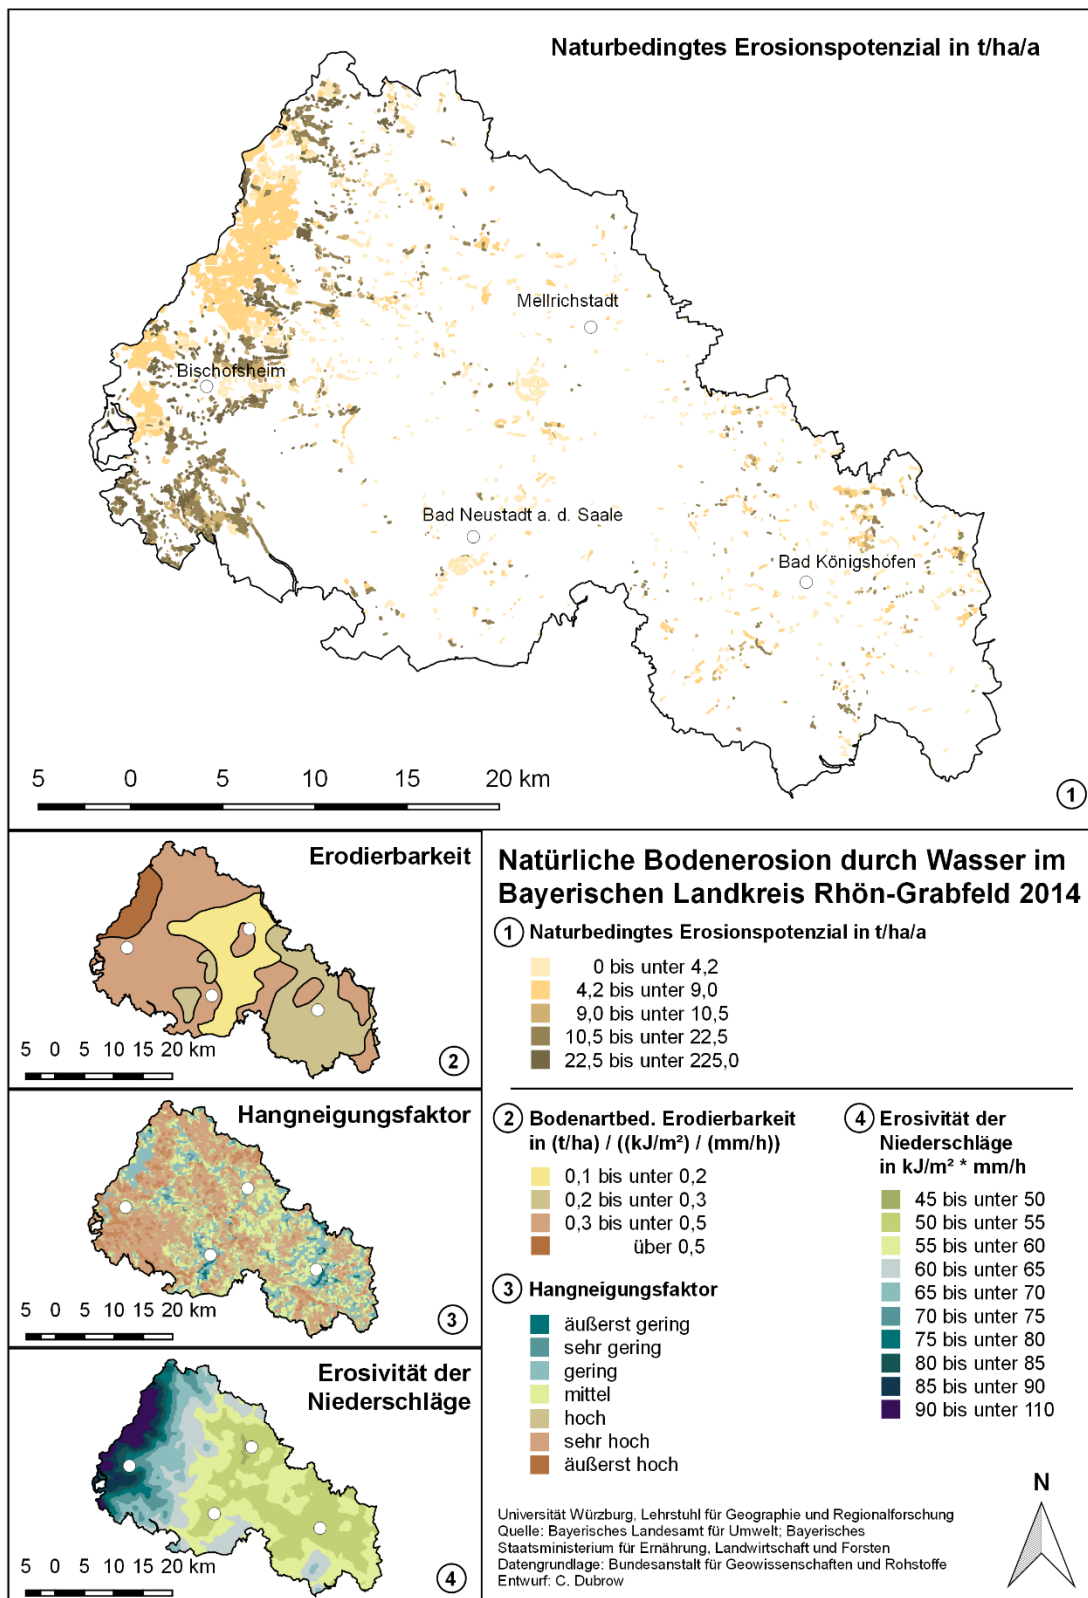 Naturbedingtes Erosionspotenzial in t/ha/a
Mellrichstadt
Bischofsheim
Bad Neustadt a. d. Saale
Bad Königshofen
5 0 5 10 15 20 km
1
Erodierbarkeit
5 0 5 10 15 20 km
2
Hangneigungsfaktor
5 0 5 10 15 20 km
3
Erosivität der
Niederschläge
5 0 5 10 15 20 km
4
Natürliche Bodenerosion durch Wasser im
Bayerischen Landkreis Rhön-Grabfeld 2014
1 Naturbedingtes Erosionspotenzial in t/ha/a
0 bis unter 4,2
4,2 bis unter 9,0
9,0 bis unter 10,5
10,5 bis unter 22,5
22,5 bis unter 225,0
2 Bodenartbed. Erodierbarkeit
in (t/ha) / ((kJ/m²) / (mm/h))
0,1 bis unter 0,2
0,2 bis unter 0,3
0,3 bis unter 0,5
über 0,5
3 Hangneigungsfaktor
äußerst gering
sehr gering
gering
mittel
hoch
sehr hoch
äußerst hoch
4 Erosivität der
Niederschläge
in kJ/m² * mm/h
45 bis unter 50
50 bis unter 55
55 bis unter 60
60 bis unter 65
65 bis unter 70
70 bis unter 75
75 bis unter 80
80 bis unter 85
85 bis unter 90
90 bis unter 110
N
Universität Würzburg, Lehrstuhl für Geographie und Regionalforschung
Quelle: Bayerisches Landesamt für Umwelt; Bayerisches
Staatsministerium für Ernährung, Landwirtschaft und Forsten
Datengrundlage: Bundesanstalt für Geowissenschaften und Rohstoffe
Entwurf: C. Dubrow